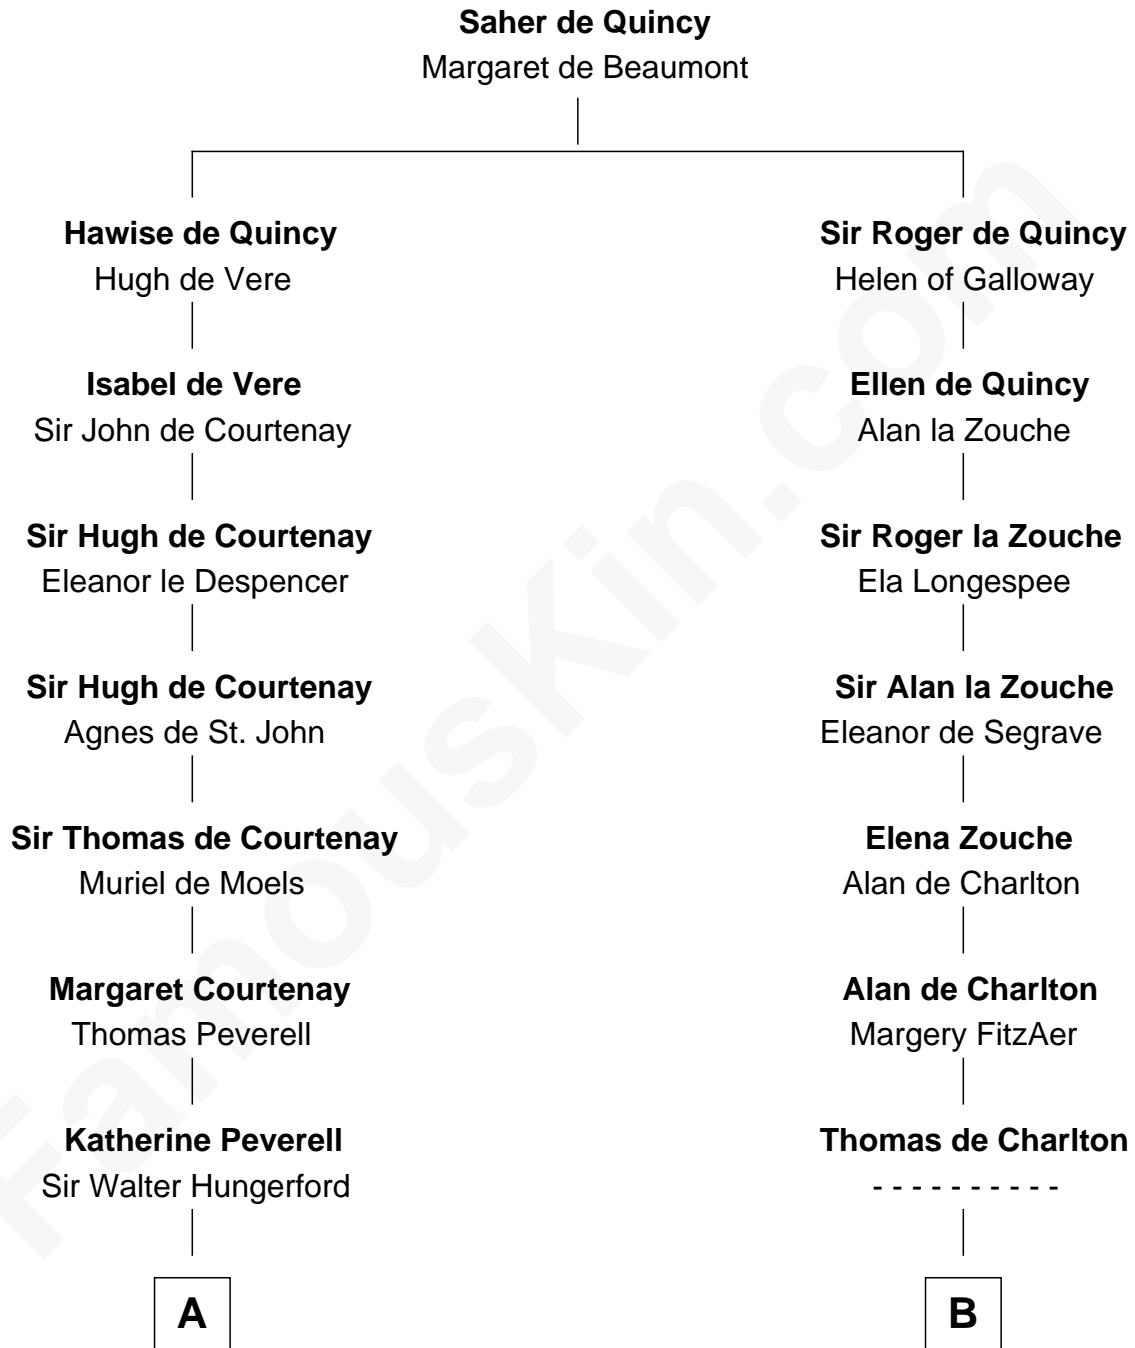 Saher de Quincy
Margaret de Beaumont
Hawise de Quincy
Hugh de Vere
Isabel de Vere
Sir John de Courtenay
Sir Hugh de Courtenay
Eleanor le Despencer
Sir Hugh de Courtenay
Agnes de St. John
Sir Thomas de Courtenay
Muriel de Moels
Margaret Courtenay
Thomas Peverell
Katherine Peverell
Sir Walter Hungerford
A
Sir Roger de Quincy
Helen of Galloway
Ellen de Quincy
Alan la Zouche
Sir Roger la Zouche
Ela Longespee
Sir Alan la Zouche
Eleanor de Segrave
Elena Zouche
Alan de Charlton
Alan de Charlton
Margery FitzAer
Thomas de Charlton
- - - - - - - - - -
B
FamousKin.com